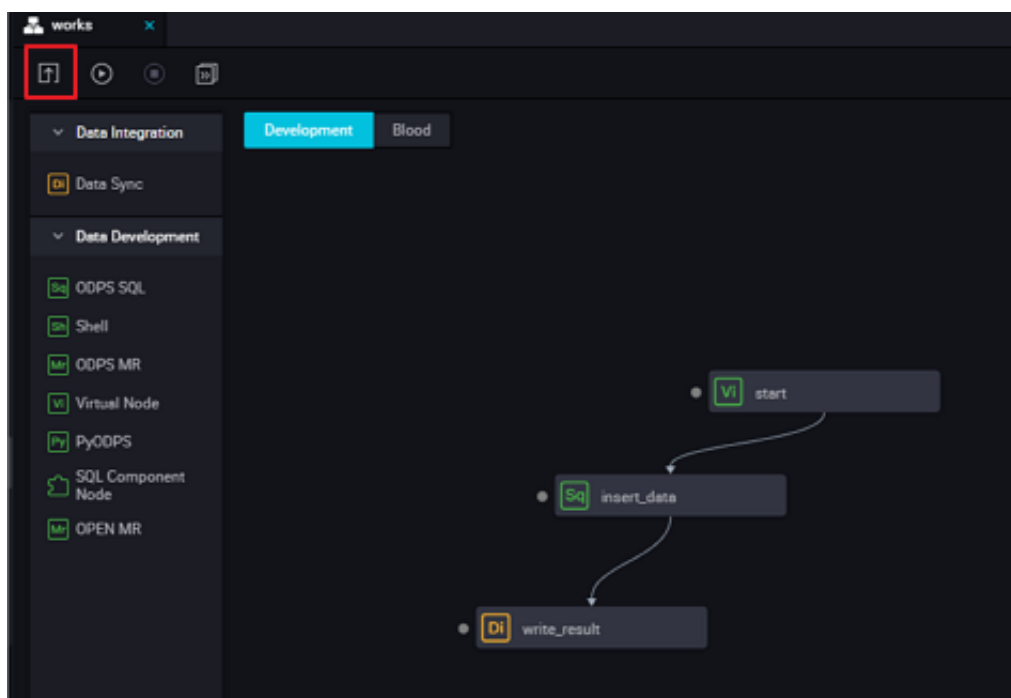 works
Data Integration
Development
Blood
Di
Data Sync
Data Development
Sq
ODPS SQL
Sh
Shell
Mr
ODPS MR
Vi
start
Vi
Virtual Node
Py
PyODPS
SQL Component
Node
Sq
insert_data
Mr
OPEN MR
Di
write_result